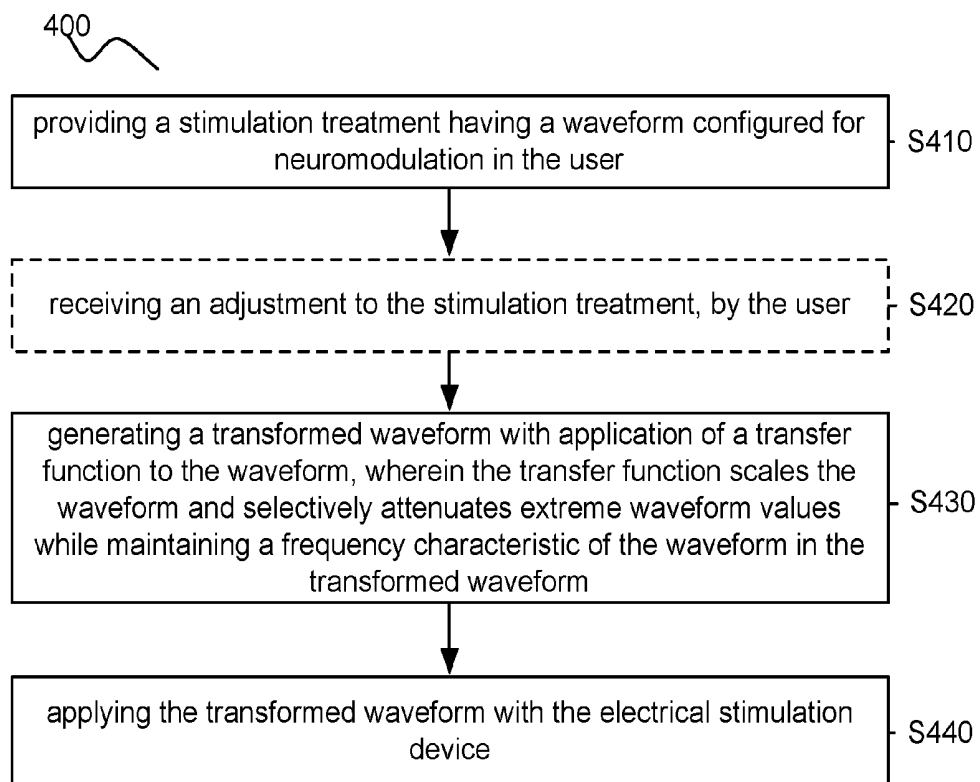 400
providing a stimulation treatment having a waveform configured for
neuromodulation in the user
S410
receiving an adjustment to the stimulation treatment, by the user
S420
generating a transformed waveform with application of a transfer
function to the waveform, wherein the transfer function scales the
waveform and selectively attenuates extreme waveform values
while maintaining a frequency characteristic of the waveform in the
transformed waveform
S430
applying the transformed waveform with the electrical stimulation
device
S440